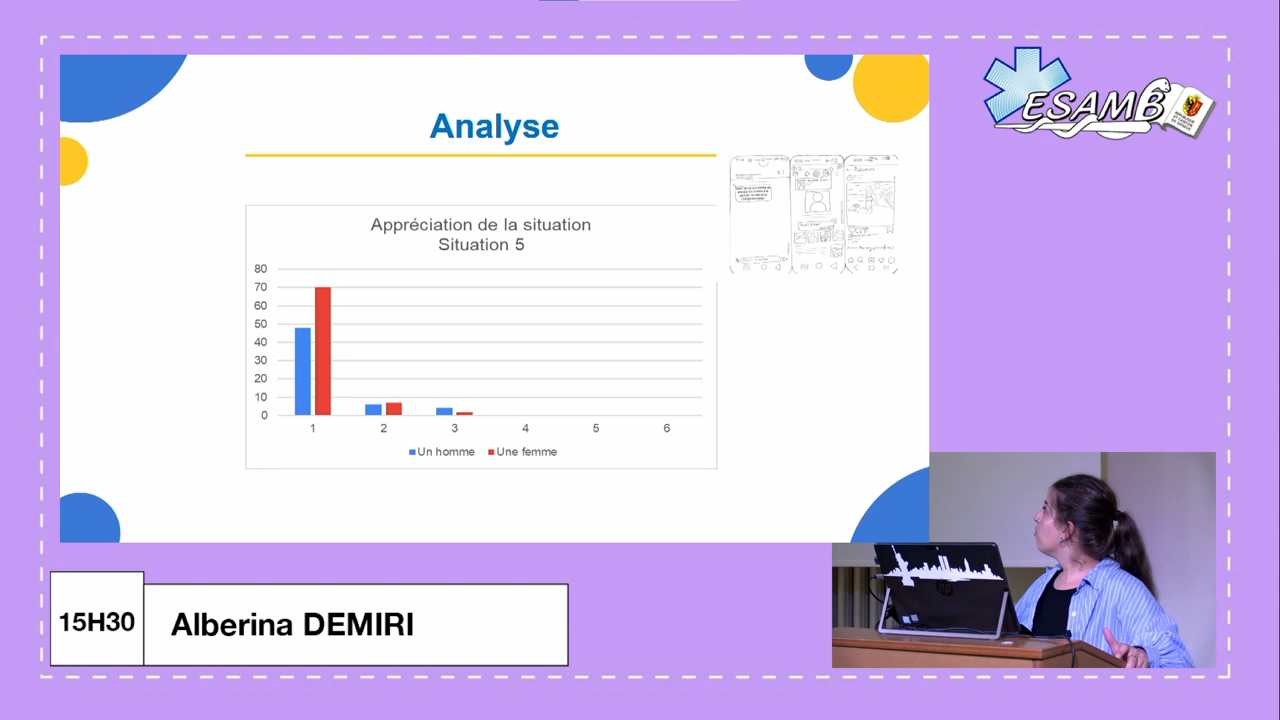 Analyse
Appréciation de la situation
Situation 5
80
70
60
50
40
30
20
10
0
1 2 3 4 5 6
Un homme Une femme
ESAMB
15H30
Alberina DEMIRI
hp